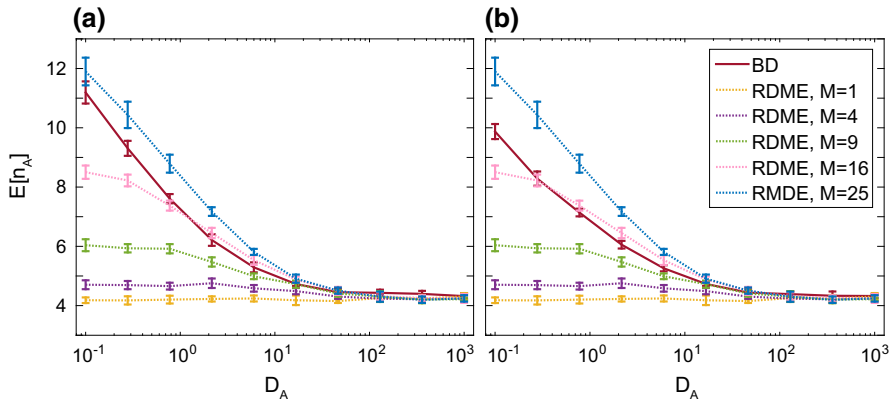 (a)
(b)
E[n_A]
12
10
8
6
4
10^-1
10^0
10^1
10^2
10^3
D_A
10^-1
10^0
10^1
10^2
10^3
D_A
BD
RDME, M=1
RDME, M=4
RDME, M=9
RDME, M=16
RMDE, M=25